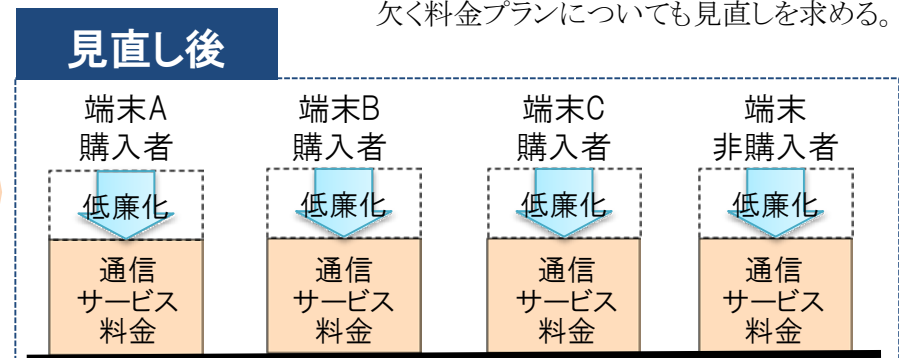 欠く料金プランについても見直しを求める。
見直し後
端末A
購入者
端末B
購入者
端末C
購入者
端末
非購入者
低廉化
低廉化
低廉化
低廉化
通信
サービス
料金
通信
サービス
料金
通信
サービス
料金
通信
サービス
料金